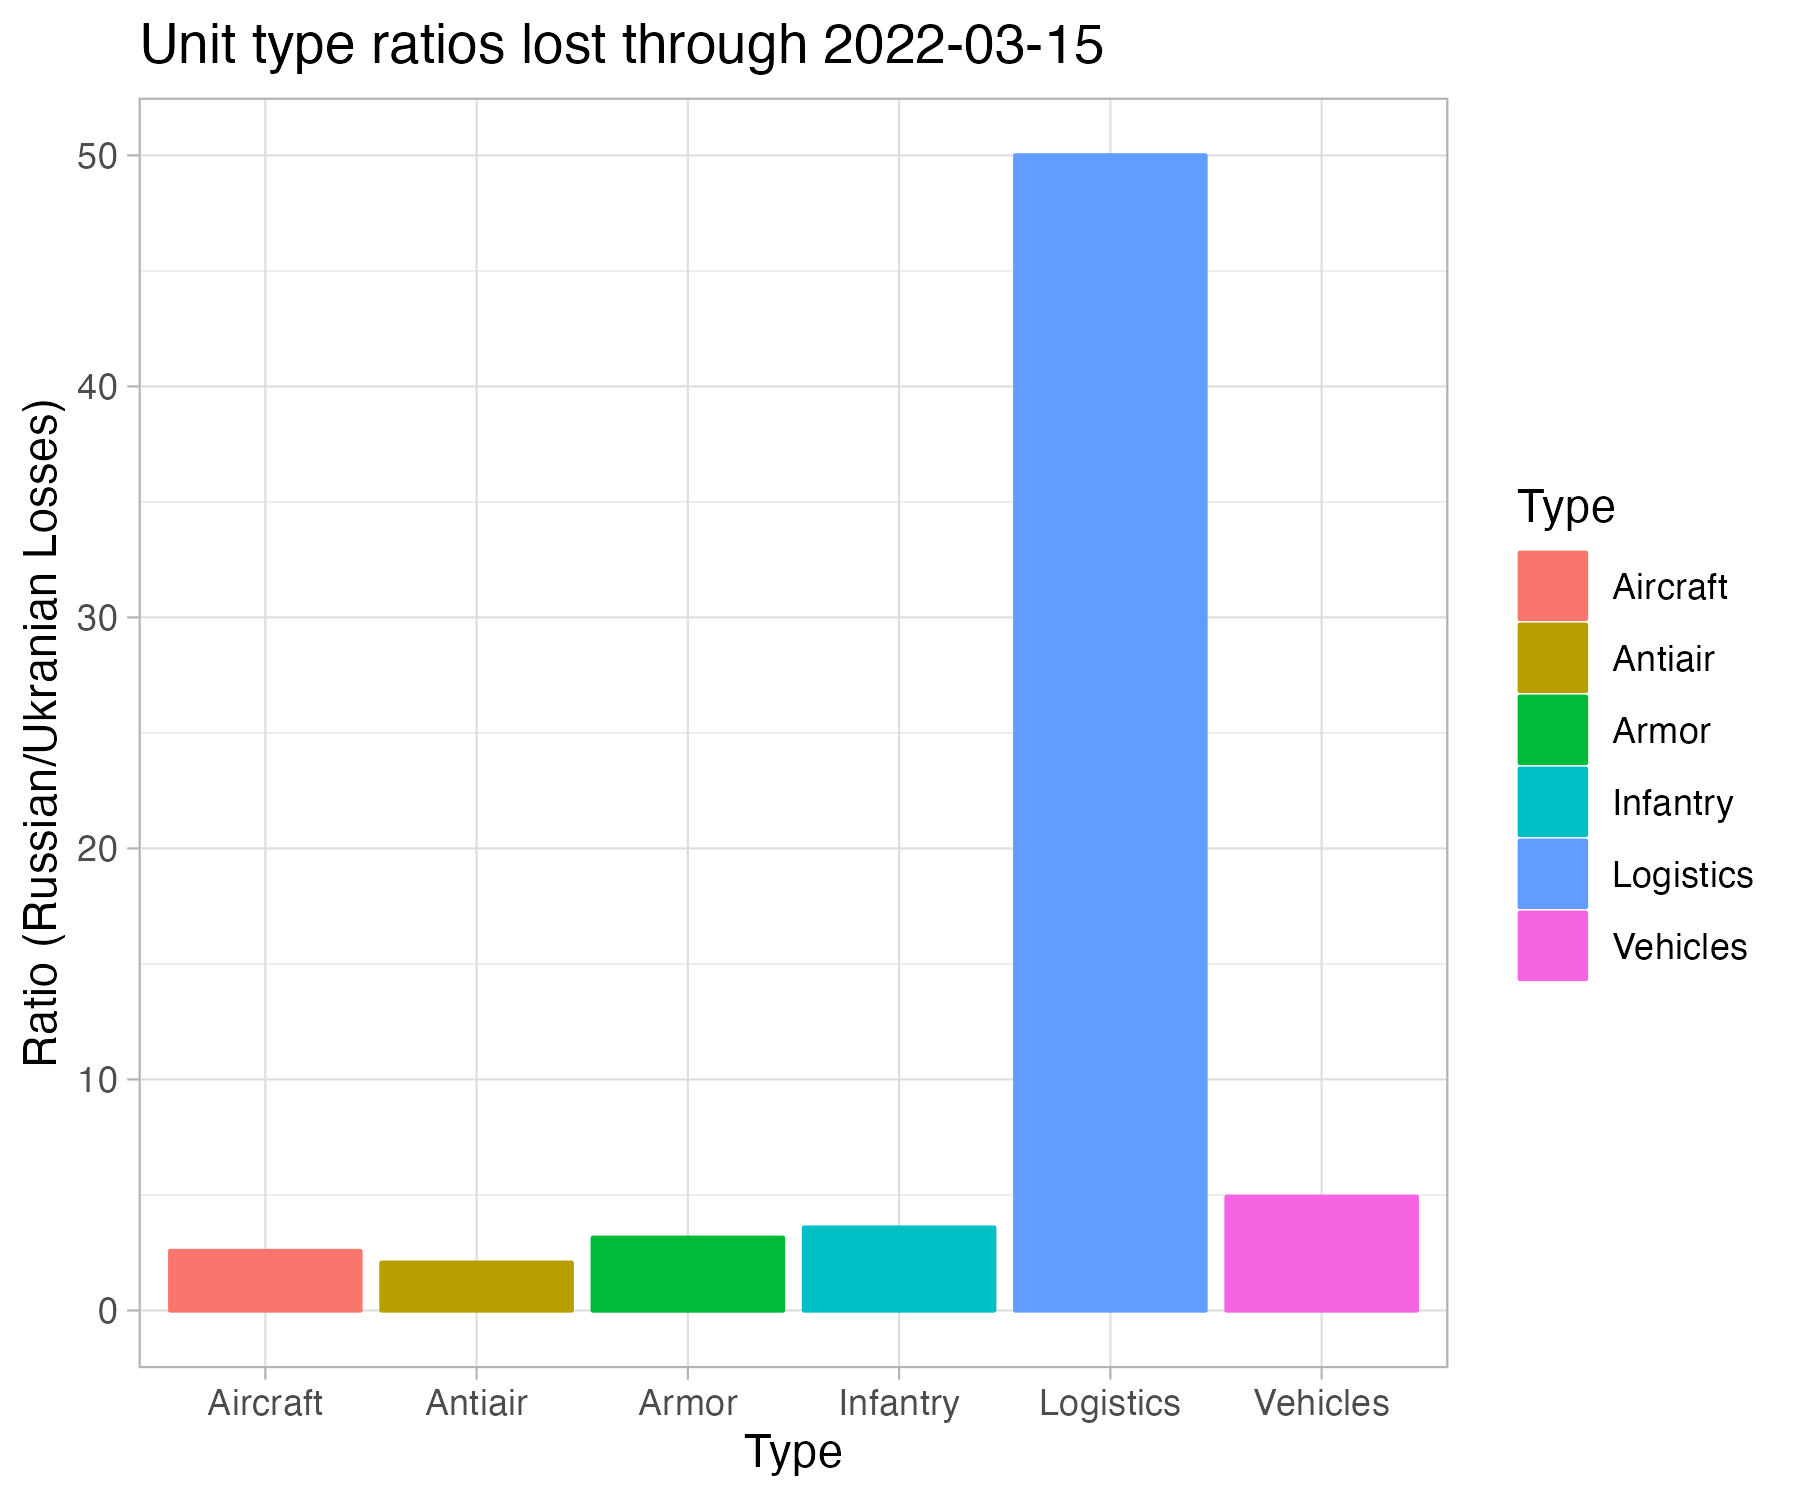 Unit type ratios lost through 2022-03-15
Ratio (Russian/Ukranian Losses)
50
40
30
20
10
0
Aircraft
Antiair
Armor
Infantry
Logistics
Vehicles
Type
Type
Aircraft
Antiair
Armor
Infantry
Logistics
Vehicles